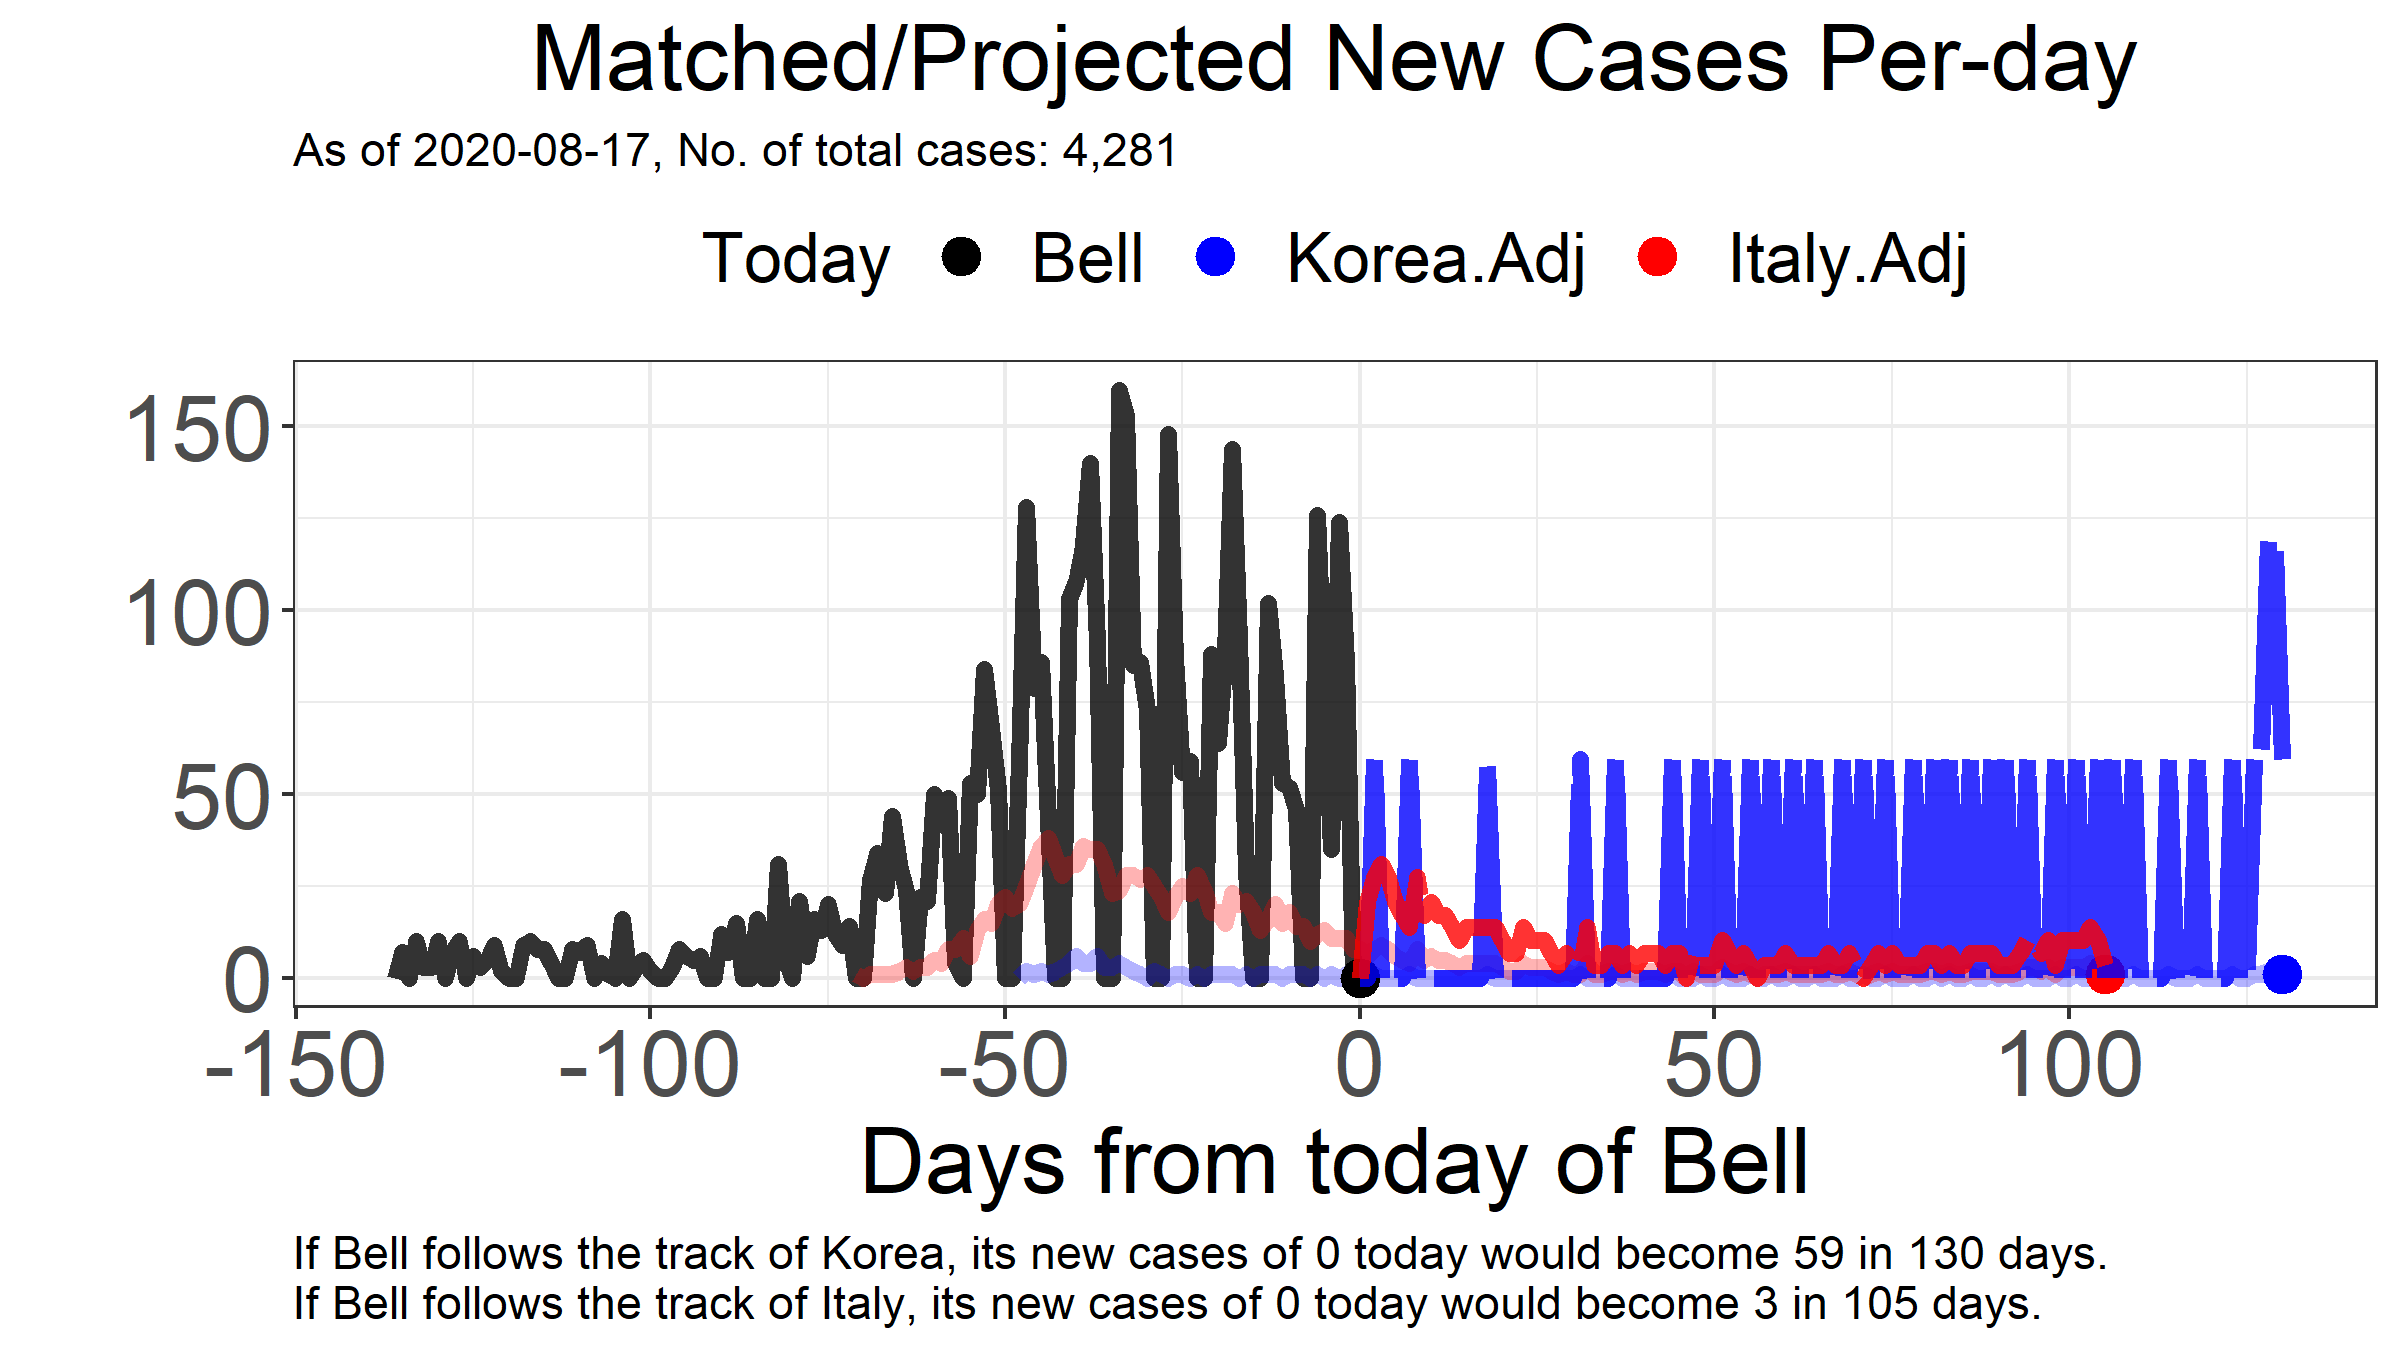 Matched/Projected New Cases Per-day
As of 2020-08-17, No. of total cases: 4,281
Today Bell Korea.Adj Italy.Adj
150
100
50
0
-150 -100 -50 0 50 100
Days from today of Bell
If Bell follows the track of Korea, its new cases of 0 today would become 59 in 130 days.
If Bell follows the track of Italy, its new cases of 0 today would become 3 in 105 days.